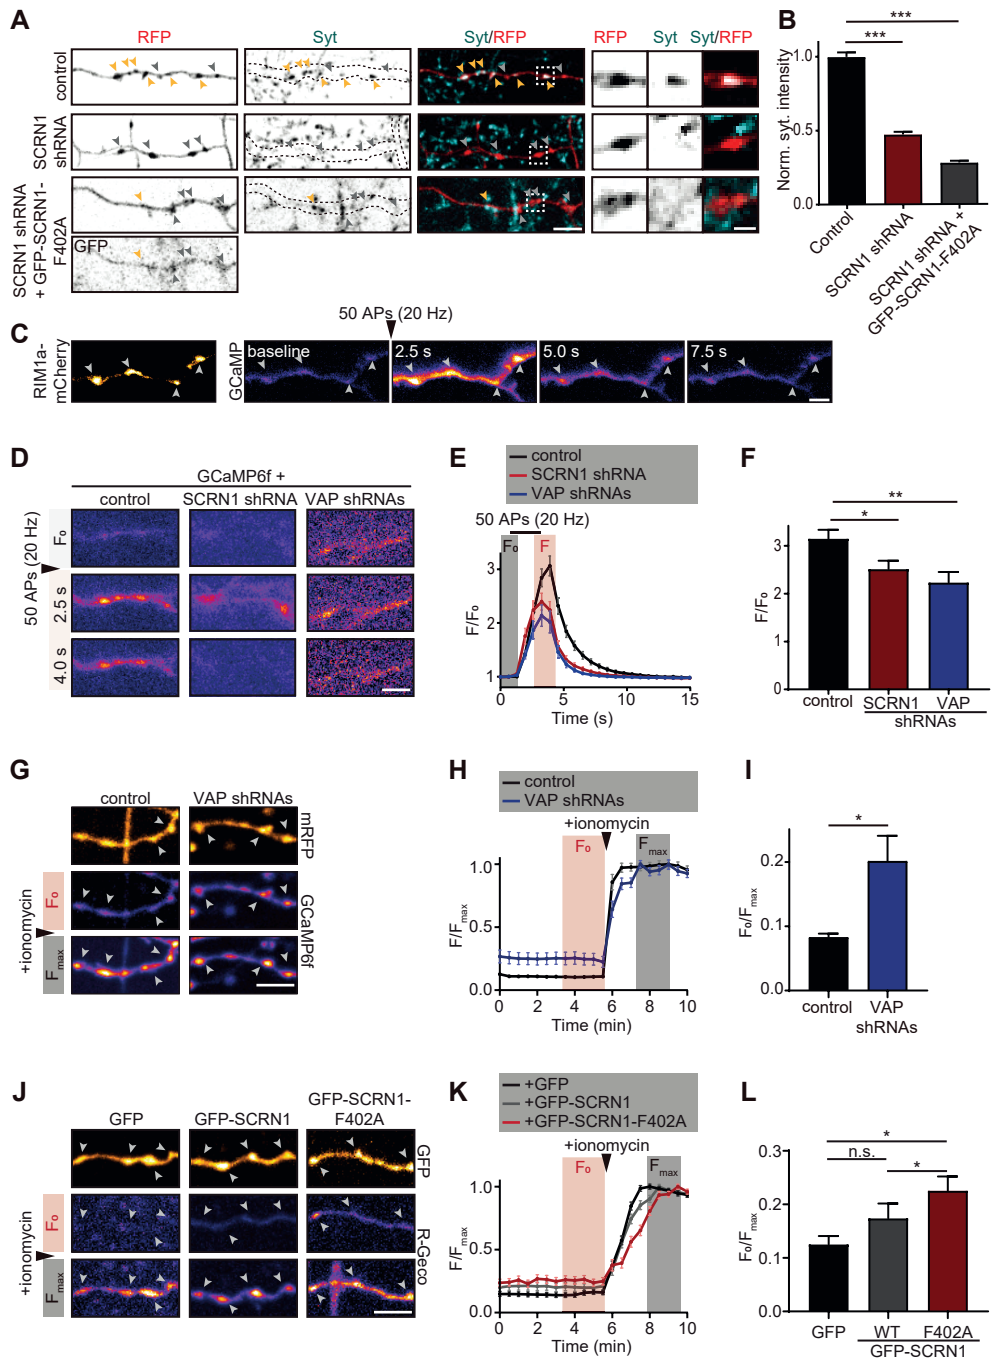 A
RFP
Syt
Syt/RFP
RFP
Syt
Syt/RFP
control
SCRN1
shRNA
SCRN1 shRNA
+ GFP-SCRN1-
F402A
GFP
B
***
***
Norm. syt. intensity
1.0
0.5
0.0
Control
SCRN1 shRNA
SCRN1 shRNA +
GFP-SCRN1-F402A
C
50 APs (20 Hz)
RIM1a-
mCherry
GCaMP
baseline
2.5 s
5.0 s
7.5 s
D
GCaMP6f +
control
SCRN1 shRNA
VAP shRNAs
50 APs (20 Hz)
F₀
2.5 s
4.0 s
E
control
SCRN1 shRNA
VAP shRNAs
50 APs (20 Hz)
F₀
F
F/F₀
3
2
1
0
5
10
15
Time (s)
F
**
*
F/F₀
3
2
1
0
control
SCRN1
VAP
shRNAs
G
control
VAP shRNAs
mRFP
GCaMP6f
+ionomycin
F₀
Fmax
H
control
VAP shRNAs
+ionomycin
F₀
Fmax
F/Fmax
1.0
0.5
0.0
0
2
4
6
8
10
Time (min)
I
*
F₀/Fmax
0.2
0.1
0.0
control
VAP
shRNAs
J
GFP
GFP-SCRN1
GFP-SCRN1-
F402A
GFP
R-Geco
+ionomycin
F₀
Fmax
K
+GFP
+GFP-SCRN1
+GFP-SCRN1-F402A
+ionomycin
F₀
Fmax
F/Fmax
1.0
0.5
0.0
0
2
4
6
8
10
Time (min)
L
*
n.s.
*
F₀/Fmax
0.3
0.2
0.1
0.0
GFP
WT
F402A
GFP-SCRN1